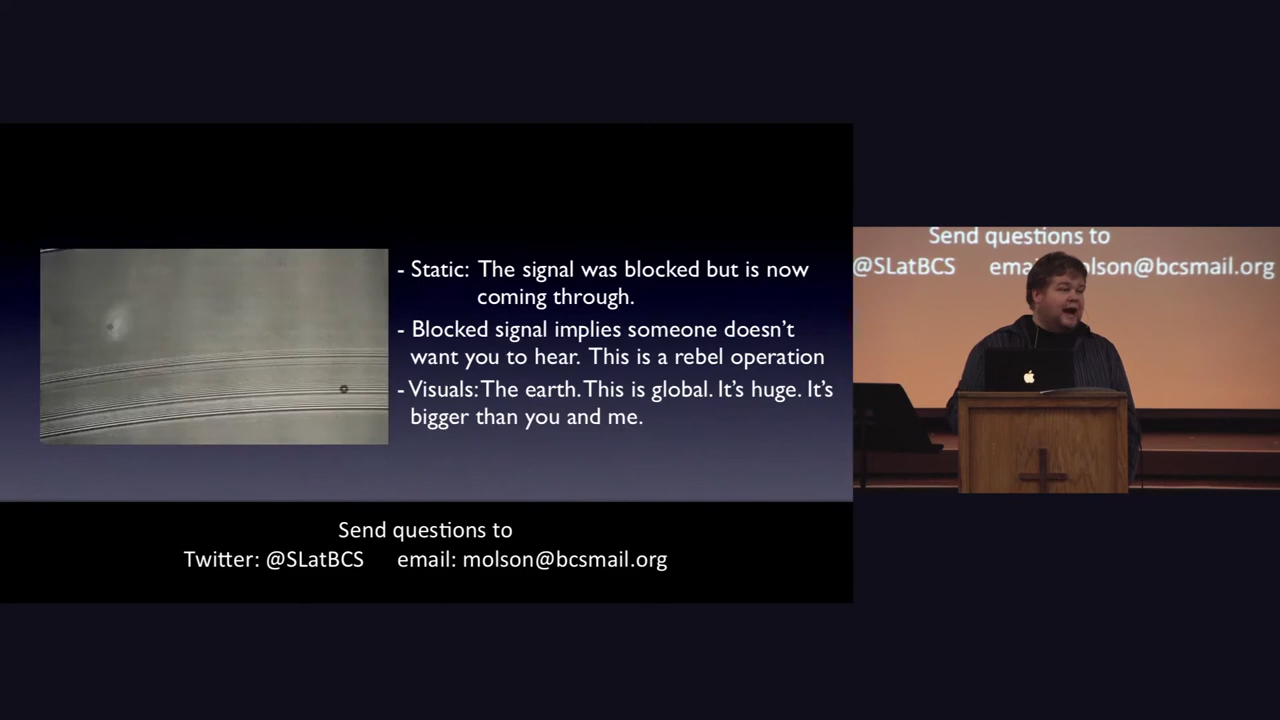 - Static: The signal was blocked but is now
coming through.
- Blocked signal implies someone doesn't
want you to hear. This is a rebel operation
- Visuals: The earth. This is global. It's huge. It's
bigger than you and me.
Send questions to
Twitter: @SLatBCS email: molson@bcsmail.org
Send questions to
@SLatBCS olson@bcsmail.org